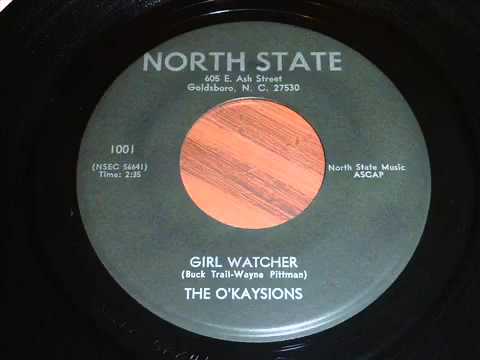 NORTH STATE
605 E. Ash Street
Goldsboro, N. C. 27530
1001
(NSEC 56641)
Time: 2:35
North State Music
ASCAP
GIRL WATCHER
(Buck Trail-Wayne Pittman)
THE O'KAYSIONS